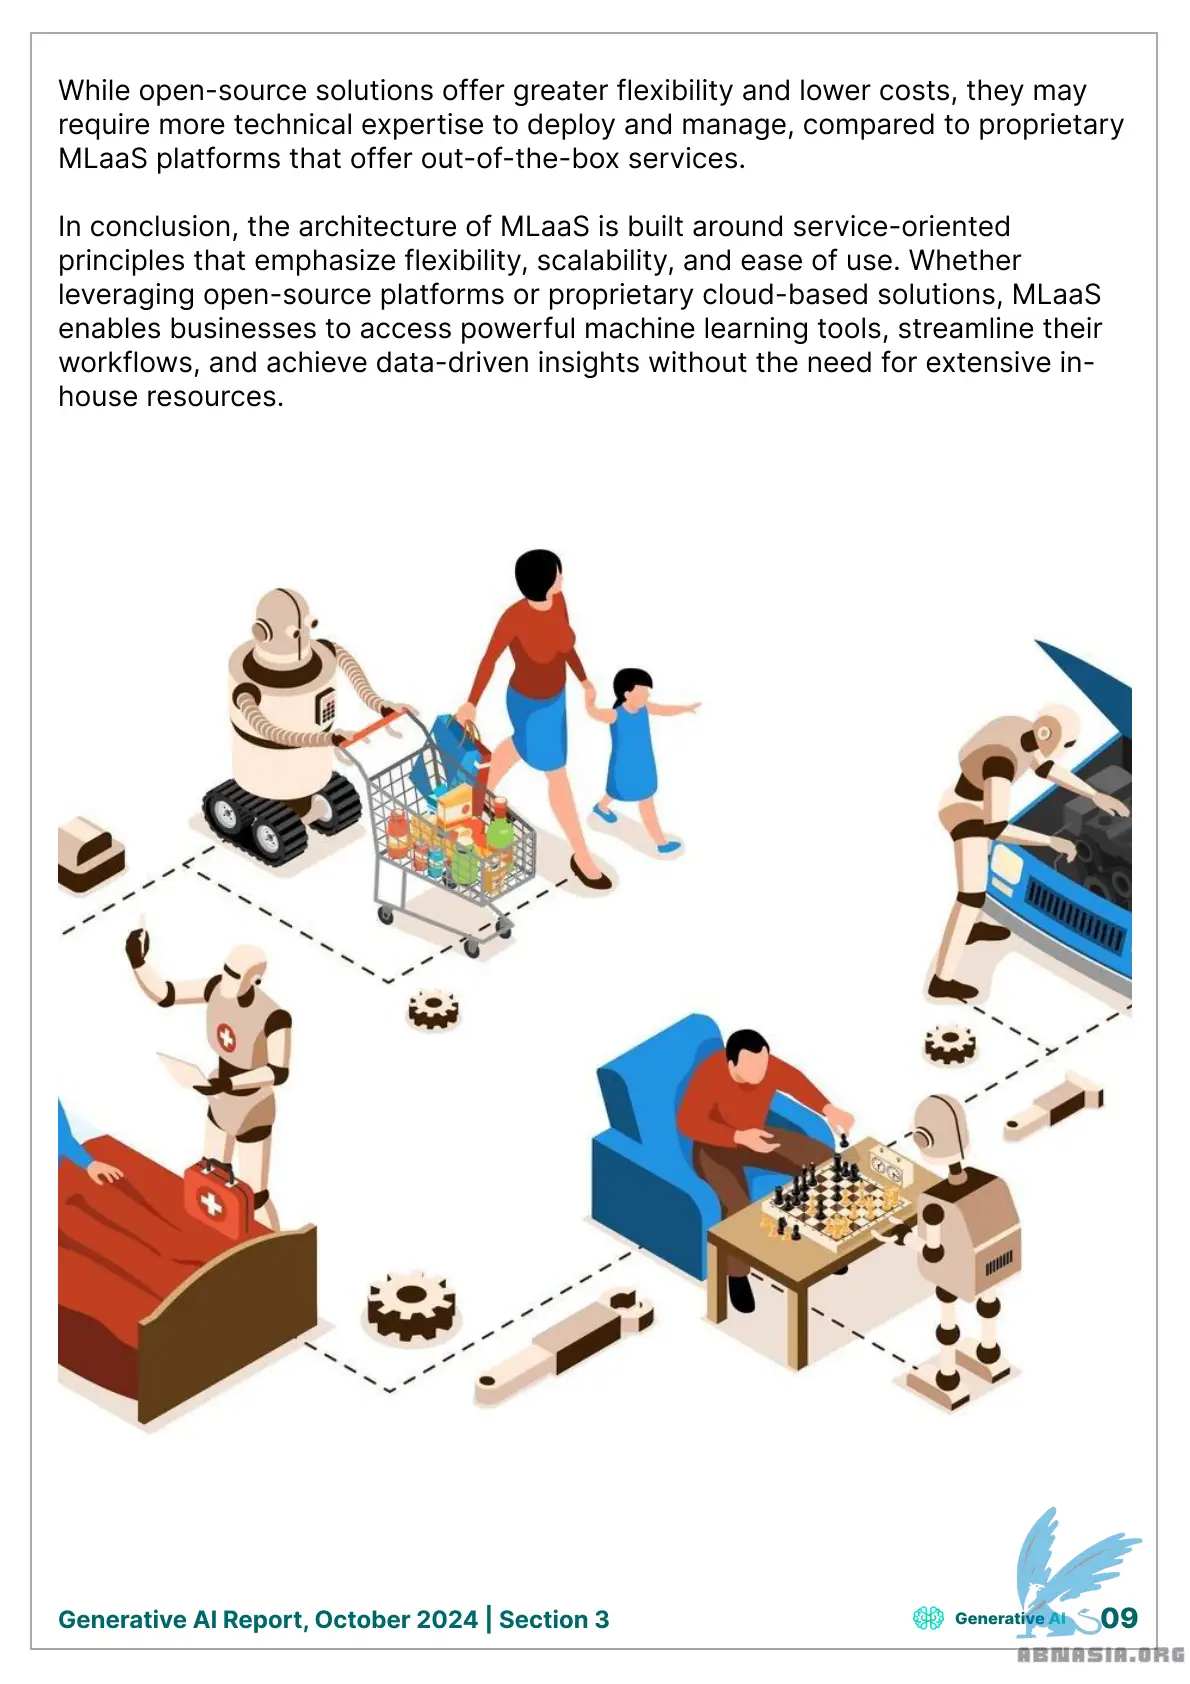 While open-source solutions offer greater flexibility and lower costs, they may
require more technical expertise to deploy and manage, compared to proprietary
MLaaS platforms that offer out-of-the-box services.
In conclusion, the architecture of MLaaS is built around service-oriented
principles that emphasize flexibility, scalability, and ease of use. Whether
leveraging open-source platforms or proprietary cloud-based solutions, MLaaS
enables businesses to access powerful machine learning tools, streamline their
workflows, and achieve data-driven insights without the need for extensive in-
house resources.
Generative AI Report, October 2024 | Section 3
Generative AI
09
ABNASIA.ORG